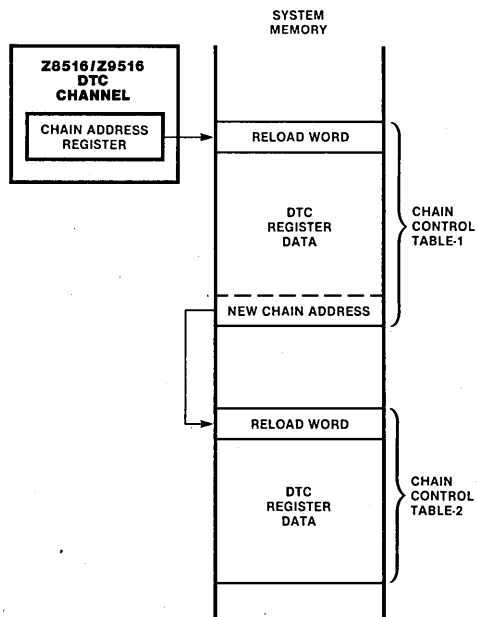 SYSTEM
MEMORY
Z8516/Z9516
DTC
CHANNEL
CHAIN ADDRESS
REGISTER
RELOAD WORD
DTC
REGISTER
DATA
CHAIN
CONTROL
TABLE-1
NEW CHAIN ADDRESS
RELOAD WORD
DTC
REGISTER
DATA
CHAIN
CONTROL
TABLE-2